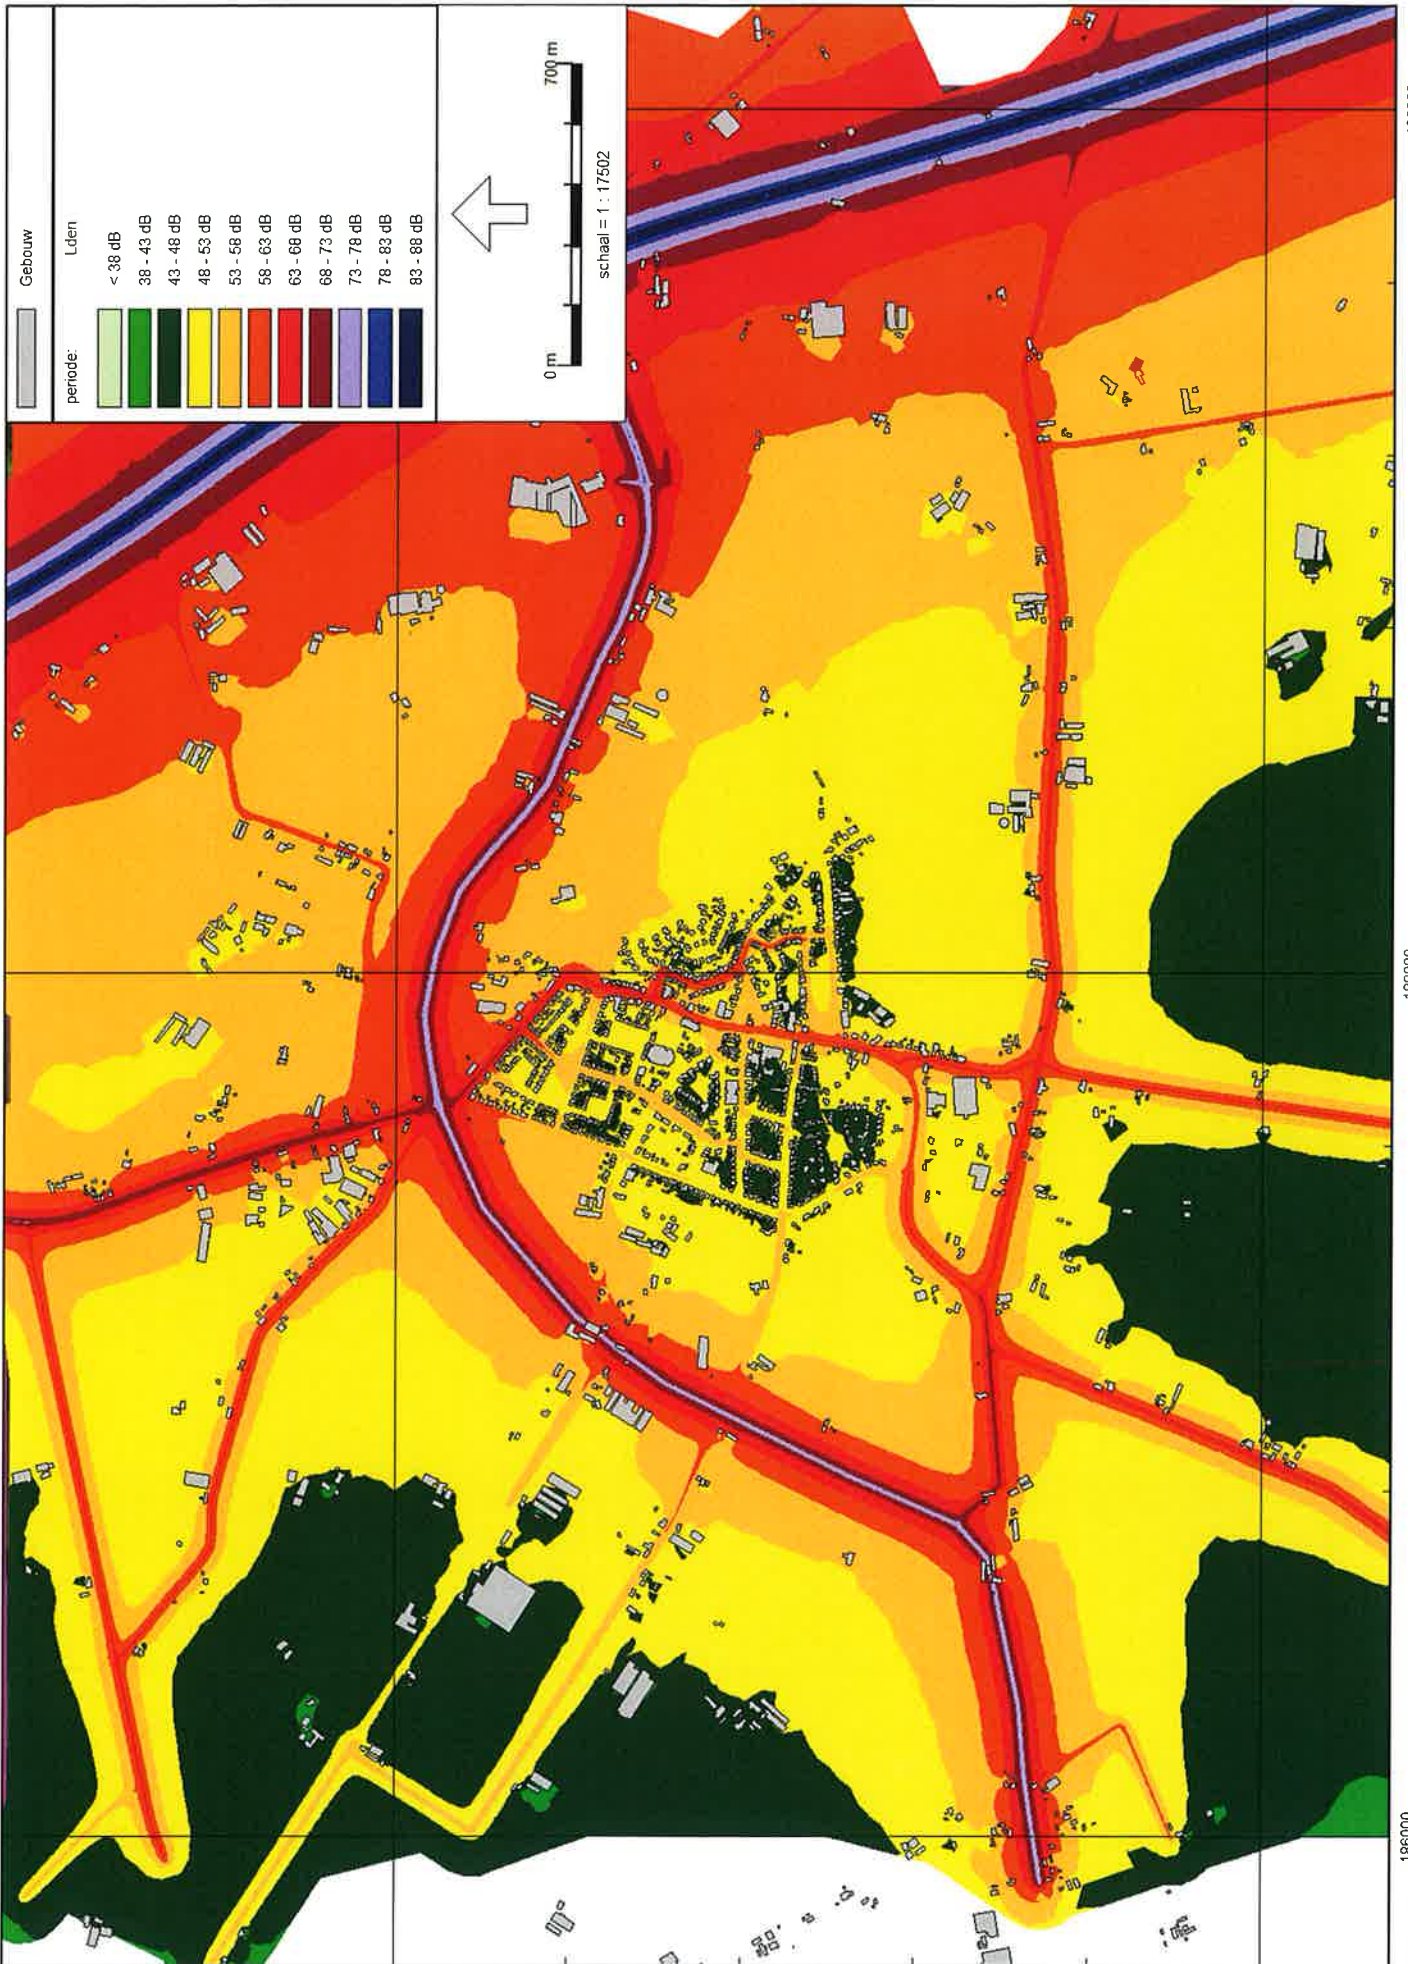 Gebouw
periode: Lden
< 38 dB
38 - 43 dB
43 - 48 dB
48 - 53 dB
53 - 58 dB
58 - 63 dB
63 - 68 dB
68 - 73 dB
73 - 78 dB
78 - 83 dB
83 - 88 dB
0 m 700 m
schaal = 1 : 17502
186000